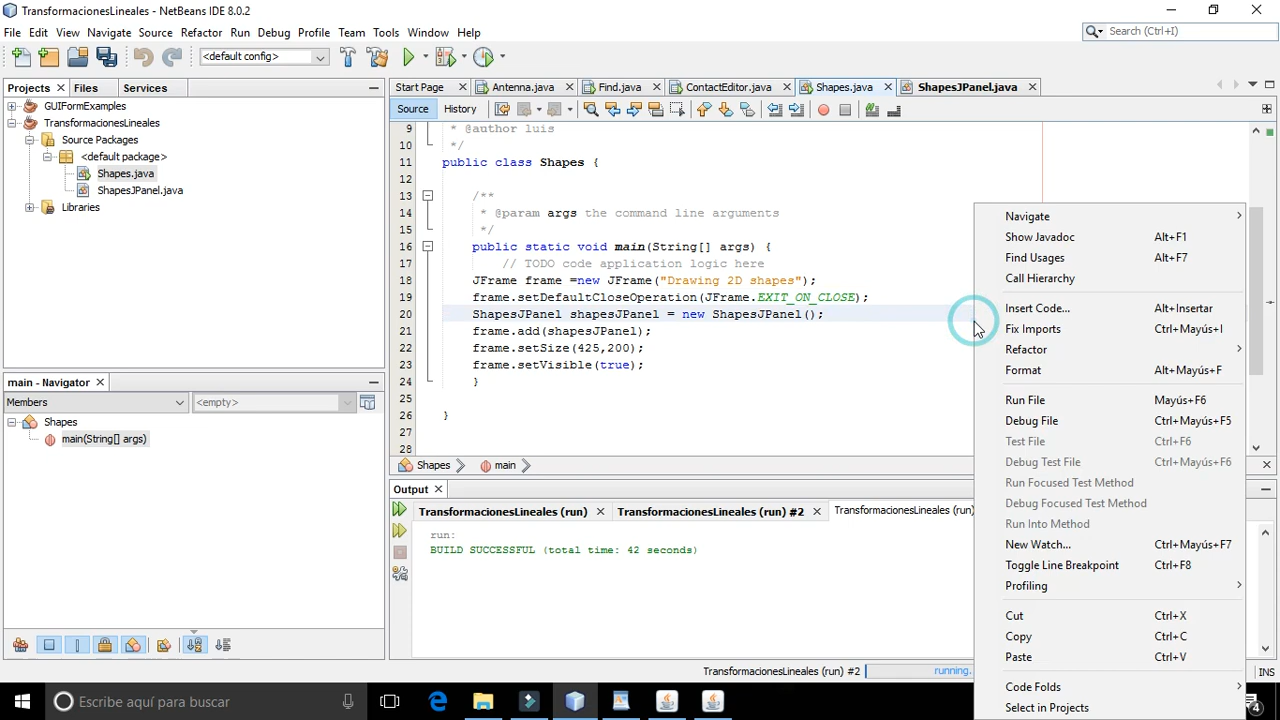 TransformacionesLineales - NetBeans IDE 8.0.2
File Edit View Navigate Source Refactor Run Debug Profile Team Tools Window Help
Search (Ctrl+I)
<default config>
Projects Files Services
Start Page Antenna.java Find.java ContactEditor.java Shapes.java ShapesJPanel.java
GUIFormExamples
TransformacionesLineales
Source Packages
<default package>
Shapes.java
ShapesJPanel.java
Libraries
Source History
9 * @author luis
10 */
11 public class Shapes {
12
13 /**
14 * @param args the command line arguments
15 */
16 public static void main(String[] args) {
17 // TODO code application logic here
18 JFrame frame =new JFrame("Drawing 2D shapes");
19 frame.setDefaultCloseOperation(JFrame.EXIT_ON_CLOSE);
20 ShapesJPanel shapesJPanel = new ShapesJPanel();
21 frame.add(shapesJPanel);
22 frame.setSize(425,200);
23 frame.setVisible(true);
24 }
25
26 }
27
28
Shapes main
main - Navigator
Members <empty>
Shapes
main(String[] args)
Output
TransformacionesLineales (run) TransformacionesLineales (run) #2 TransformacionesLineales (run)
run:
BUILD SUCCESSFUL (total time: 42 seconds)
TransformacionesLineales (run) #2 running.
INS
Navigate
Show Javadoc Alt+F1
Find Usages Alt+F7
Call Hierarchy
Insert Code... Alt+Insertar
Fix Imports Ctrl+Mayús+I
Refactor
Format Alt+Mayús+F
Run File Mayús+F6
Debug File Ctrl+Mayús+F5
Test File Ctrl+F6
Debug Test File Ctrl+Mayús+F6
Run Focused Test Method
Debug Focused Test Method
Run Into Method
New Watch... Ctrl+Mayús+F7
Toggle Line Breakpoint Ctrl+F8
Profiling
Cut Ctrl+X
Copy Ctrl+C
Paste Ctrl+V
Code Folds
Select in Projects
Escribe aquí para buscar
4